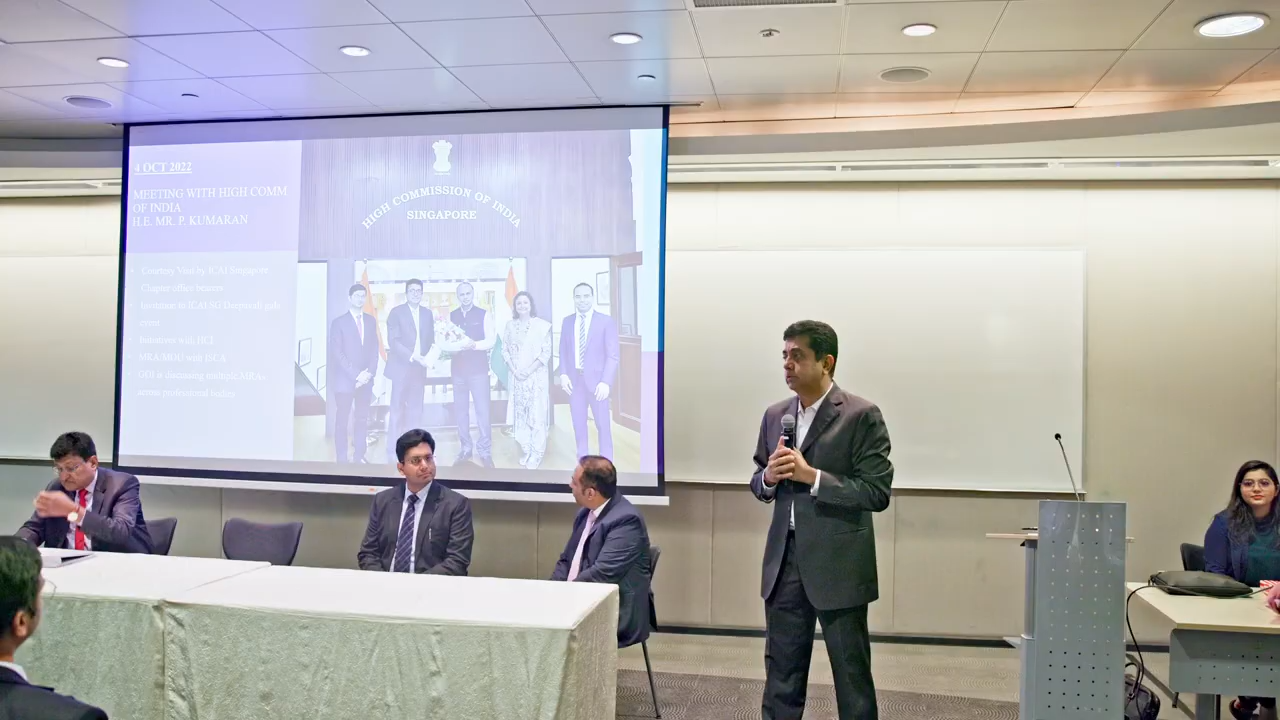 4 OCT 2022
MEETING WITH HIGH COMM
OF INDIA
H.E. MR. P. KUMARAN
• Courtesy Visit by ICAI Singapore
Chapter office bearers
• Invitation to ICAI SG Deewali gala
event
• Initiatives with HCI
• MRA/MOU with ISCA
• GOI is discussing multiple MRAs
across professional bodies
HIGH COMMISSION OF INDIA
SINGAPORE